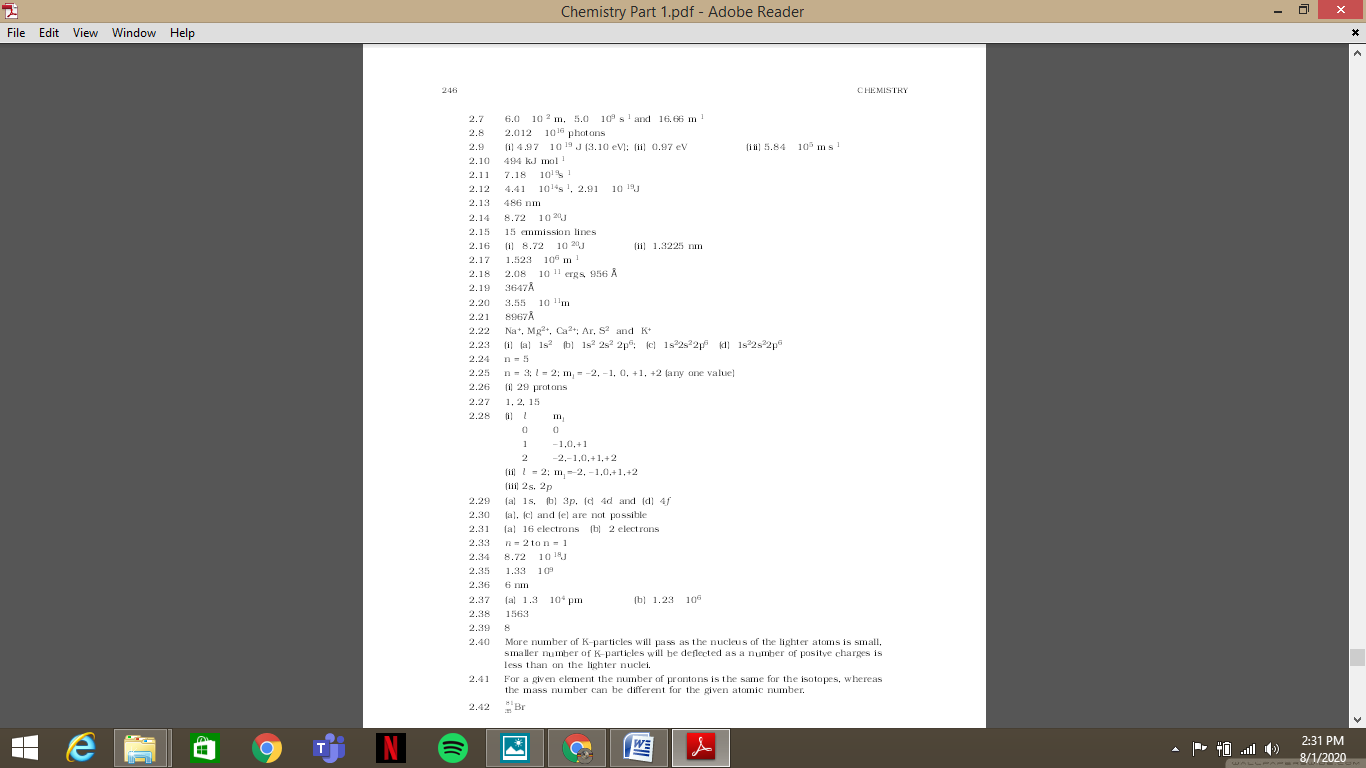 Chemistry Part 1.pdf - Adobe Reader
File Edit View Window Help
246 CHEMISTRY
2.7 6.0 10 ² m, 5.0 10⁹ s ¹ and 16.66 m ¹
2.8 2.012 10¹⁶ photons
2.9 (i) 4.97 10 ¹⁹ J (3.10 eV); (ii) 0.97 eV (iii) 5.84 10⁵ m s ¹
2.10 494 kJ mol ¹
2.11 7.18 10¹⁹s ¹
2.12 4.41 10¹⁴s ¹, 2.91 10 ¹⁹J
2.13 486 nm
2.14 8.72 10 ²⁰J
2.15 15 emmission lines
2.16 (i) 8.72 10 ²⁰J (ii) 1.3225 nm
2.17 1.523 10⁶ m ¹
2.18 2.08 10 ¹¹ ergs, 956 Å
2.19 3647Å
2.20 3.55 10 ¹¹m
2.21 8967Å
2.22 Na⁺, Mg²⁺, Ca²⁺; Ar, S² and K⁺
2.23 (i) (a) 1s² (b) 1s² 2s² 2p⁶; (c) 1s²2s²2p⁶ (d) 1s²2s²2p⁶
2.24 n = 5
2.25 n = 3; l = 2; mₗ = –2, –1, 0, +1, +2 (any one value)
2.26 (i) 29 protons
2.27 1, 2, 15
2.28 (i) l mₗ
0 0
1 –1,0,+1
2 –2,–1,0,+1,+2
(ii) l = 2; mₗ=–2, –1,0,+1,+2
(iii) 2s, 2p
2.29 (a) 1s, (b) 3p, (c) 4d and (d) 4f
2.30 (a), (c) and (e) are not possible
2.31 (a) 16 electrons (b) 2 electrons
2.33 n = 2 to n = 1
2.34 8.72 10 ¹⁸J
2.35 1.33 10⁹
2.36 6 nm
2.37 (a) 1.3 10⁴ pm (b) 1.23 10⁶
2.38 1563
2.39 8
2.40 More number of K–particles will pass as the nucleus of the lighter atoms is small,
smaller number of K–particles will be deflected as a number of positve charges is
less than on the lighter nuclei.
2.41 For a given element the number of prontons is the same for the isotopes, whereas
the mass number can be different for the given atomic number.
2.42 ⁸¹Br
2:31 PM
8/1/2020